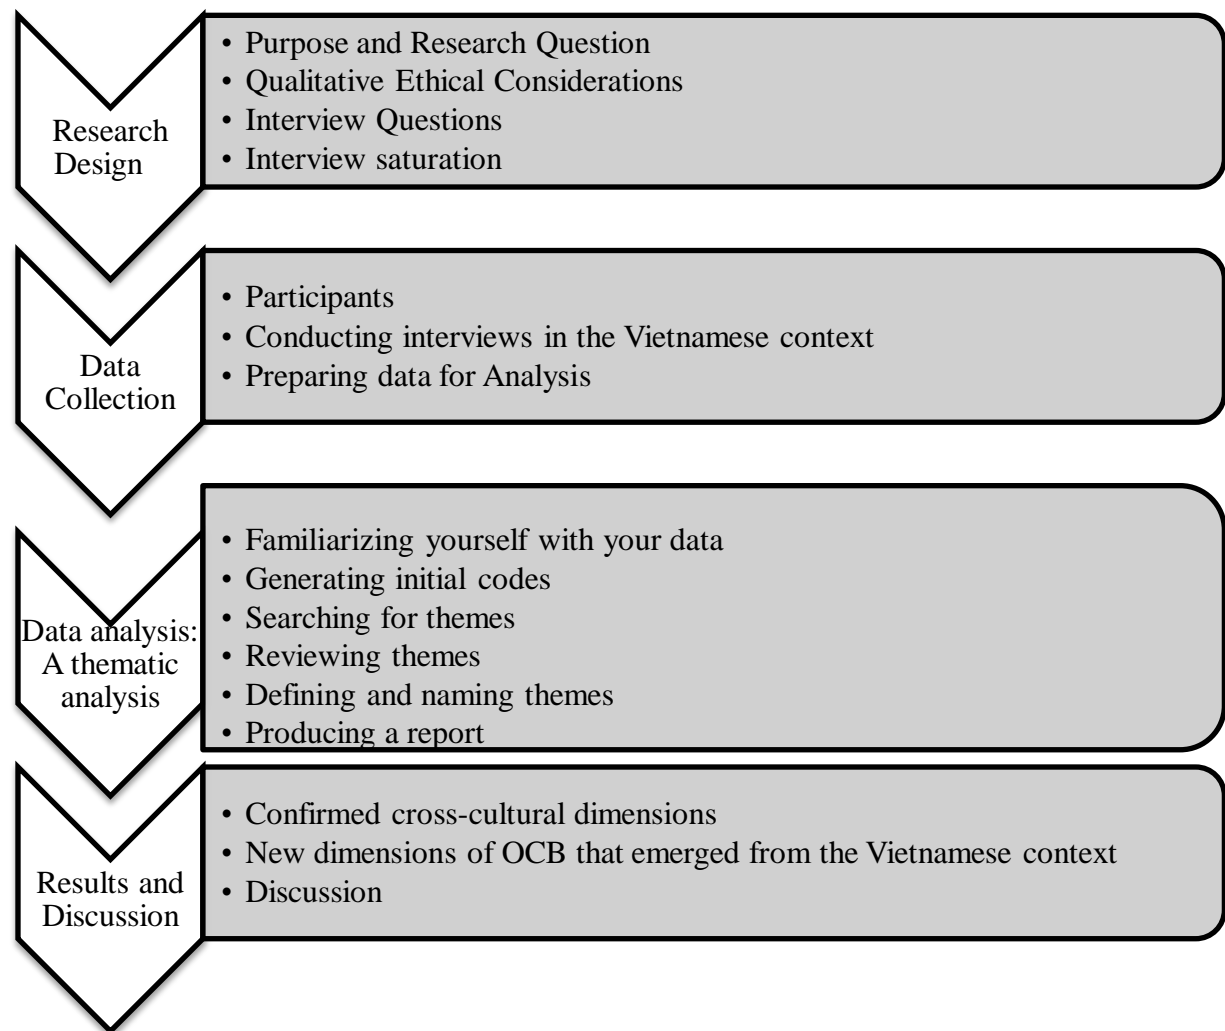 Research
Design
• Purpose and Research Question
• Qualitative Ethical Considerations
• Interview Questions
• Interview saturation
Data
Collection
• Participants
• Conducting interviews in the Vietnamese context
• Preparing data for Analysis
Data analysis:
A thematic
analysis
• Familiarizing yourself with your data
• Generating initial codes
• Searching for themes
• Reviewing themes
• Defining and naming themes
• Producing a report
Results and
Discussion
• Confirmed cross-cultural dimensions
• New dimensions of OCB that emerged from the Vietnamese context
• Discussion